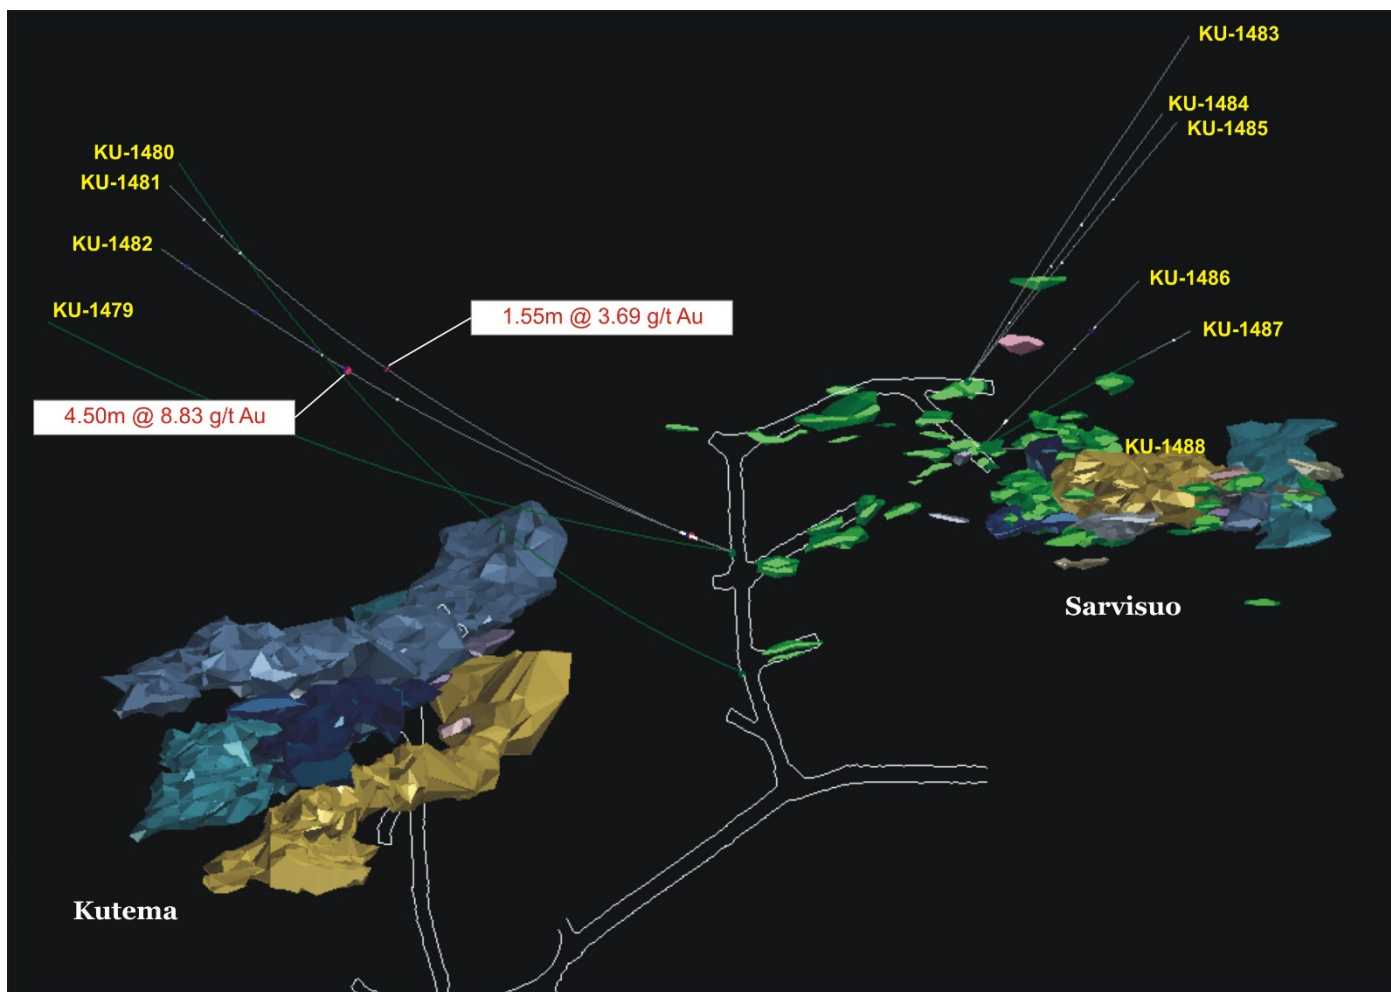 KU-1483
KU-1484
KU-1485
KU-1480
KU-1481
KU-1482
KU-1486
KU-1479
1.55m @ 3.69 g/t Au
KU-1487
4.50m @ 8.83 g/t Au
KU-1488
Sarvisuo
Kutema